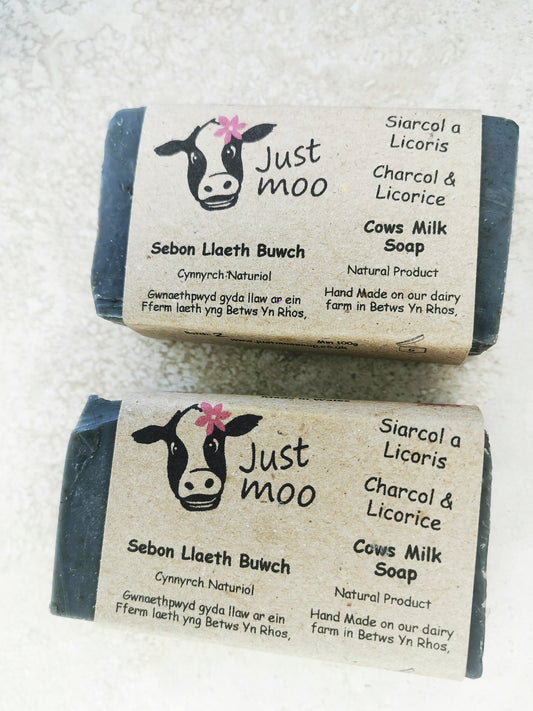 Just
moo
Sebon Llaeth Buwch
Cynnyrch Naturiol
Gwnaethpwyd gyda llaw ar ein
Fferm laeth yng Betws Yn Rhos,
Siarcol a
Licoris
Charcol &
Licorice
Cows Milk
Soap
Natural Product
Hand Made on our dairy
farm in Betws Yn Rhos,
Min 100g
Just
moo
Sebon Llaeth Buwch
Cynnyrch Naturiol
Gwnaethpwyd gyda llaw ar ein
Fferm laeth yng Betws Yn Rhos,
Siarcol a
Licoris
Charcol &
Licorice
Cows Milk
Soap
Natural Product
Hand Made on our dairy
farm in Betws Yn Rhos,